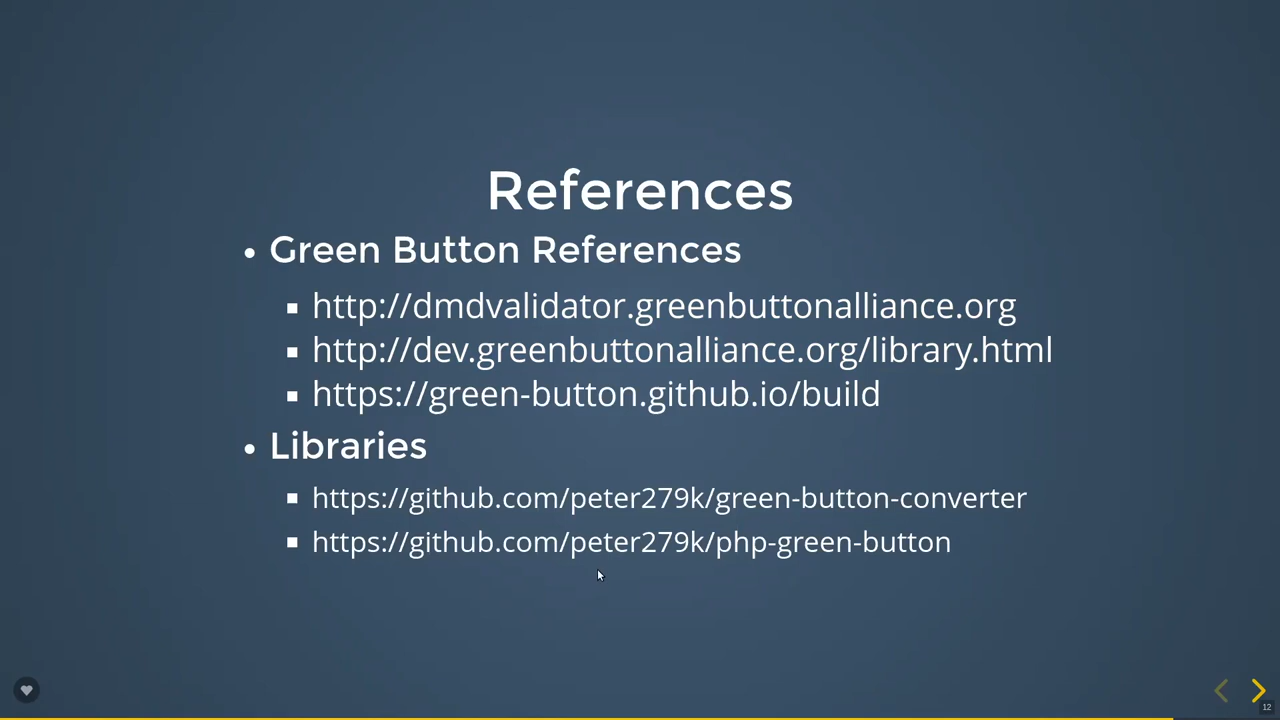 References
Green Button References
http://dmdvalidator.greenbuttonalliance.org
http://dev.greenbuttonalliance.org/library.html
https://green-button.github.io/build
Libraries
https://github.com/peter279k/green-button-converter
https://github.com/peter279k/php-green-button
12